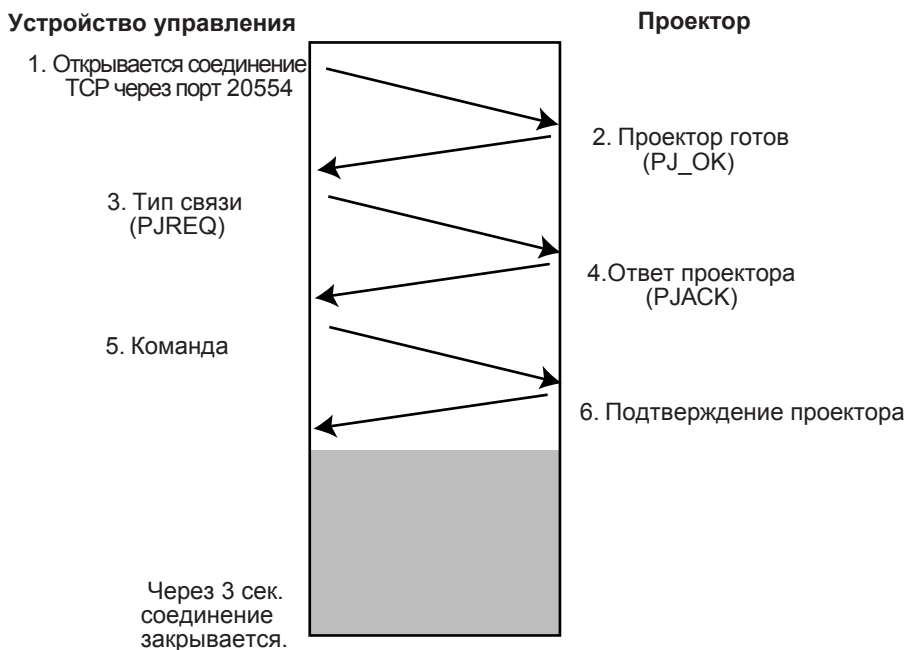 Устройство управления
Проектор
1. Открывается соединение
TCP через порт 20554
2. Проектор готов
(PJ_OK)
3. Тип связи
(PJREQ)
4.Ответ проектора
(PJACK)
5. Команда
6. Подтверждение проектора
Через 3 сек.
соединение
закрывается.